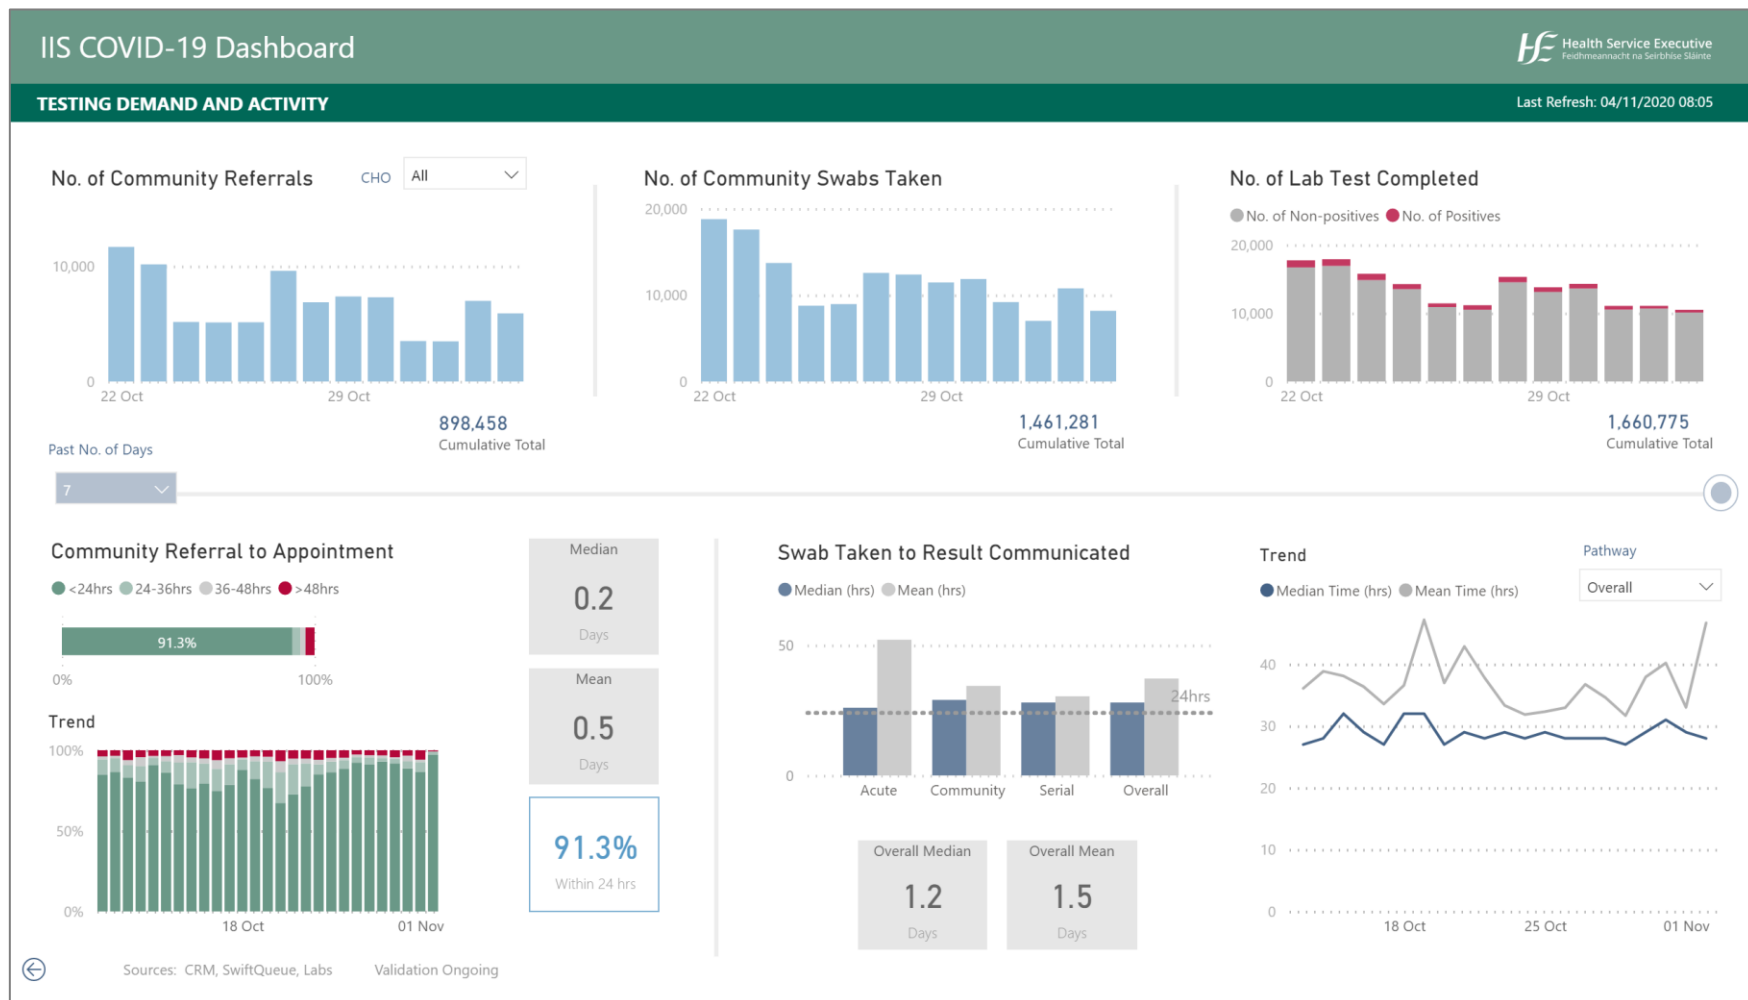 IIS COVID-19 Dashboard
Health Service Executive
Feidhmeannacht na Seirbhíse Sláinte
TESTING DEMAND AND ACTIVITY
Last Refresh: 04/11/2020 08:05
No. of Community Referrals
CHO
All
10,000
0
22 Oct
29 Oct
898,458
Cumulative Total
No. of Community Swabs Taken
20,000
10,000
0
22 Oct
29 Oct
1,461,281
Cumulative Total
No. of Lab Test Completed
No. of Non-positives
No. of Positives
20,000
10,000
0
22 Oct
29 Oct
1,660,775
Cumulative Total
Past No. of Days
7
Community Referral to Appointment
<24hrs
24-36hrs
36-48hrs
>48hrs
91.3%
0%
100%
Trend
100%
50%
0%
18 Oct
01 Nov
Median
0.2
Days
Mean
0.5
Days
91.3%
Within 24 hrs
Swab Taken to Result Communicated
Median (hrs)
Mean (hrs)
50
0
24hrs
Acute
Community
Serial
Overall
Overall Median
1.2
Days
Overall Mean
1.5
Days
Trend
Pathway
Overall
Median Time (hrs)
Mean Time (hrs)
40
30
20
10
0
18 Oct
25 Oct
01 Nov
Sources: CRM, SwiftQueue, Labs
Validation Ongoing